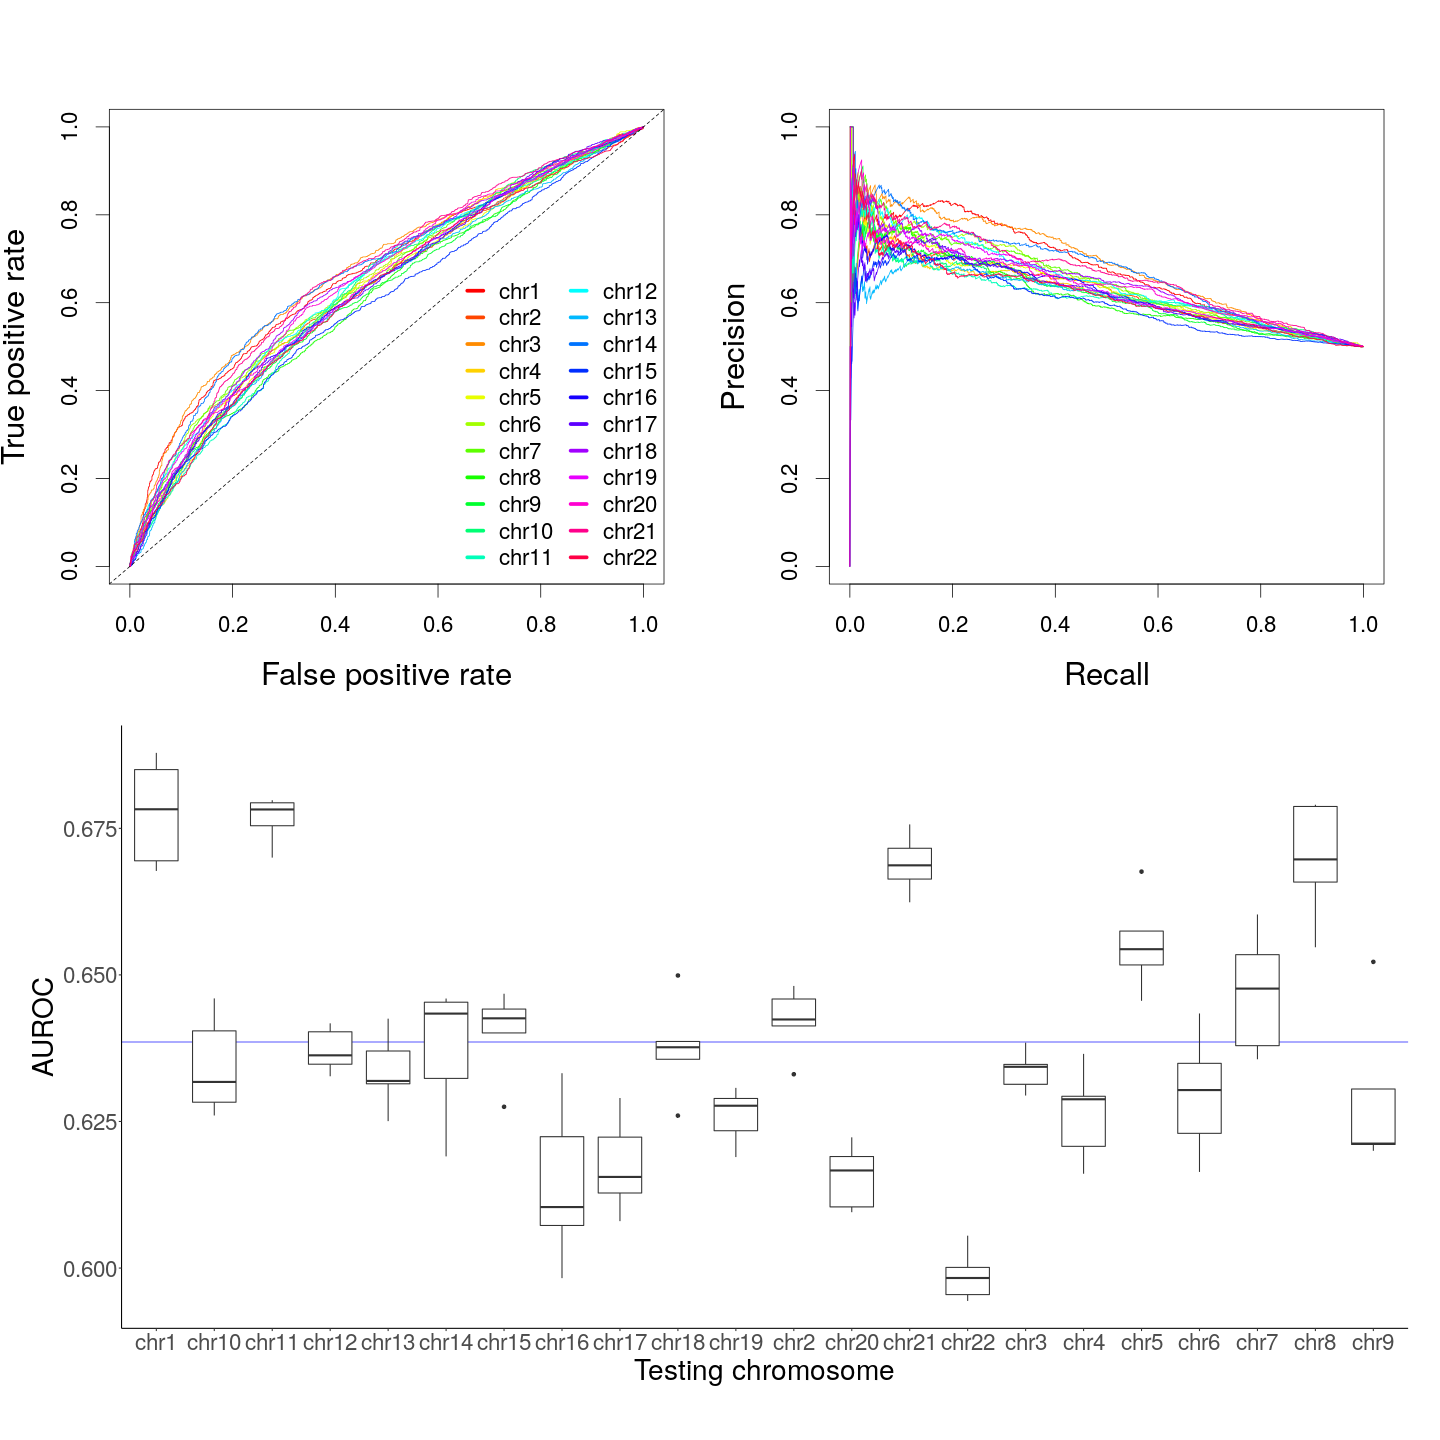 True positive rate
1.0
0.8
0.6
0.4
0.2
0.0
chr1
chr2
chr3
chr4
chr5
chr6
chr7
chr8
chr9
chr10
chr11
chr12
chr13
chr14
chr15
chr16
chr17
chr18
chr19
chr20
chr21
chr22
0.0 0.2 0.4 0.6 0.8 1.0
False positive rate
Precision
1.0
0.8
0.6
0.4
0.2
0.0
0.0 0.2 0.4 0.6 0.8 1.0
Recall
AUROC
0.675
0.650
0.625
0.600
chr1 chr10 chr11 chr12 chr13 chr14 chr15 chr16 chr17 chr18 chr19 chr2 chr20 chr21 chr22 chr3 chr4 chr5 chr6 chr7 chr8 chr9
Testing chromosome